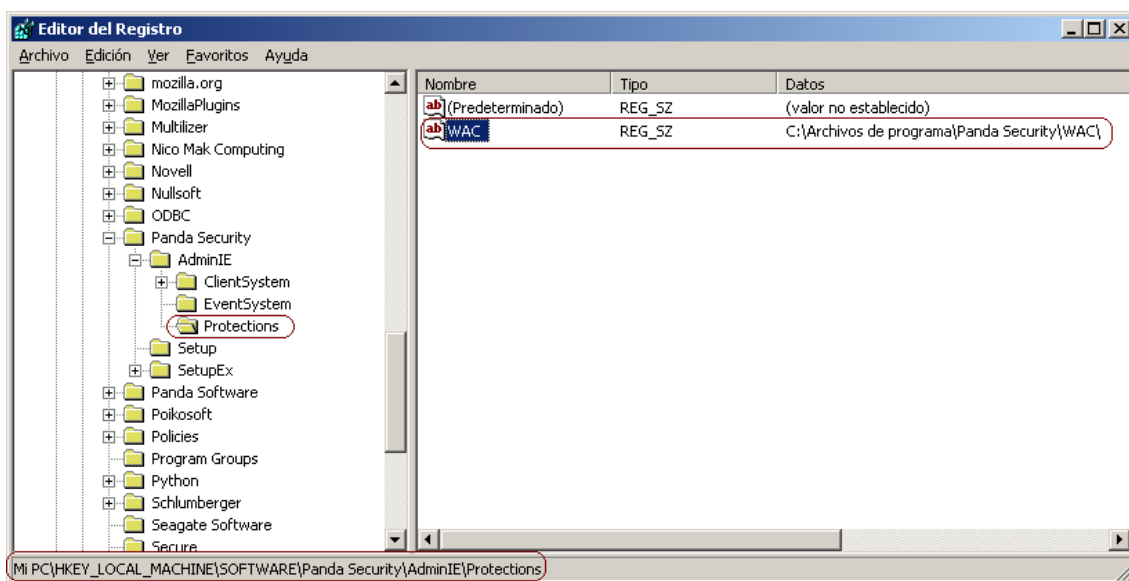 Editor del Registro
Archivo Edición Ver Favoritos Ayuda
mozilla.org
MozillaPlugins
Multilizer
Nico Mak Computing
Novell
Nullsoft
ODBC
Panda Security
AdminIE
ClientSystem
EventSystem
Protections
Setup
SetupEx
Panda Software
Poikosoft
Policies
Program Groups
Python
Schlumberger
Seagate Software
Secure
Nombre Tipo Datos
ab (Predeterminado) REG_SZ (valor no establecido)
ab WAC REG_SZ C:\Archivos de programa\Panda Security\WAC\
Mi PC\HKEY_LOCAL_MACHINE\SOFTWARE\Panda Security\AdminIE\Protections